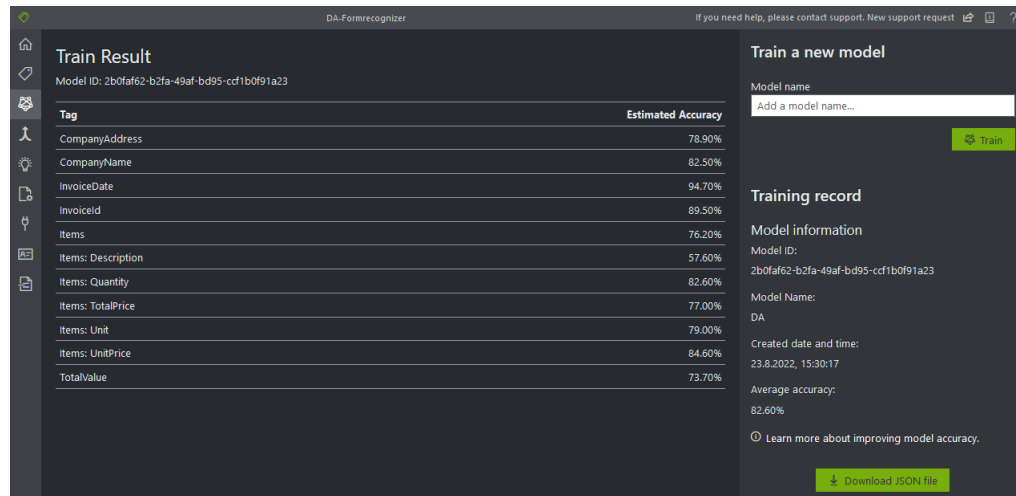 DA-Formrecognizer
If you need help, please contact support. New support request
Train Result
Model ID: 2b0faf62-b2fa-49af-bd95-ccf1b0f91a23
Tag Estimated Accuracy
CompanyAddress 78.90%
CompanyName 82.50%
InvoiceDate 94.70%
InvoiceId 89.50%
Items 76.20%
Items: Description 57.60%
Items: Quantity 82.60%
Items: TotalPrice 77.00%
Items: Unit 79.00%
Items: UnitPrice 84.60%
TotalValue 73.70%
Train a new model
Model name
Add a model name...
Train
Training record
Model information
Model ID:
2b0faf62-b2fa-49af-bd95-ccf1b0f91a23
Model Name:
DA
Created date and time:
23.8.2022, 15:30:17
Average accuracy:
82.60%
Learn more about improving model accuracy.
Download JSON file